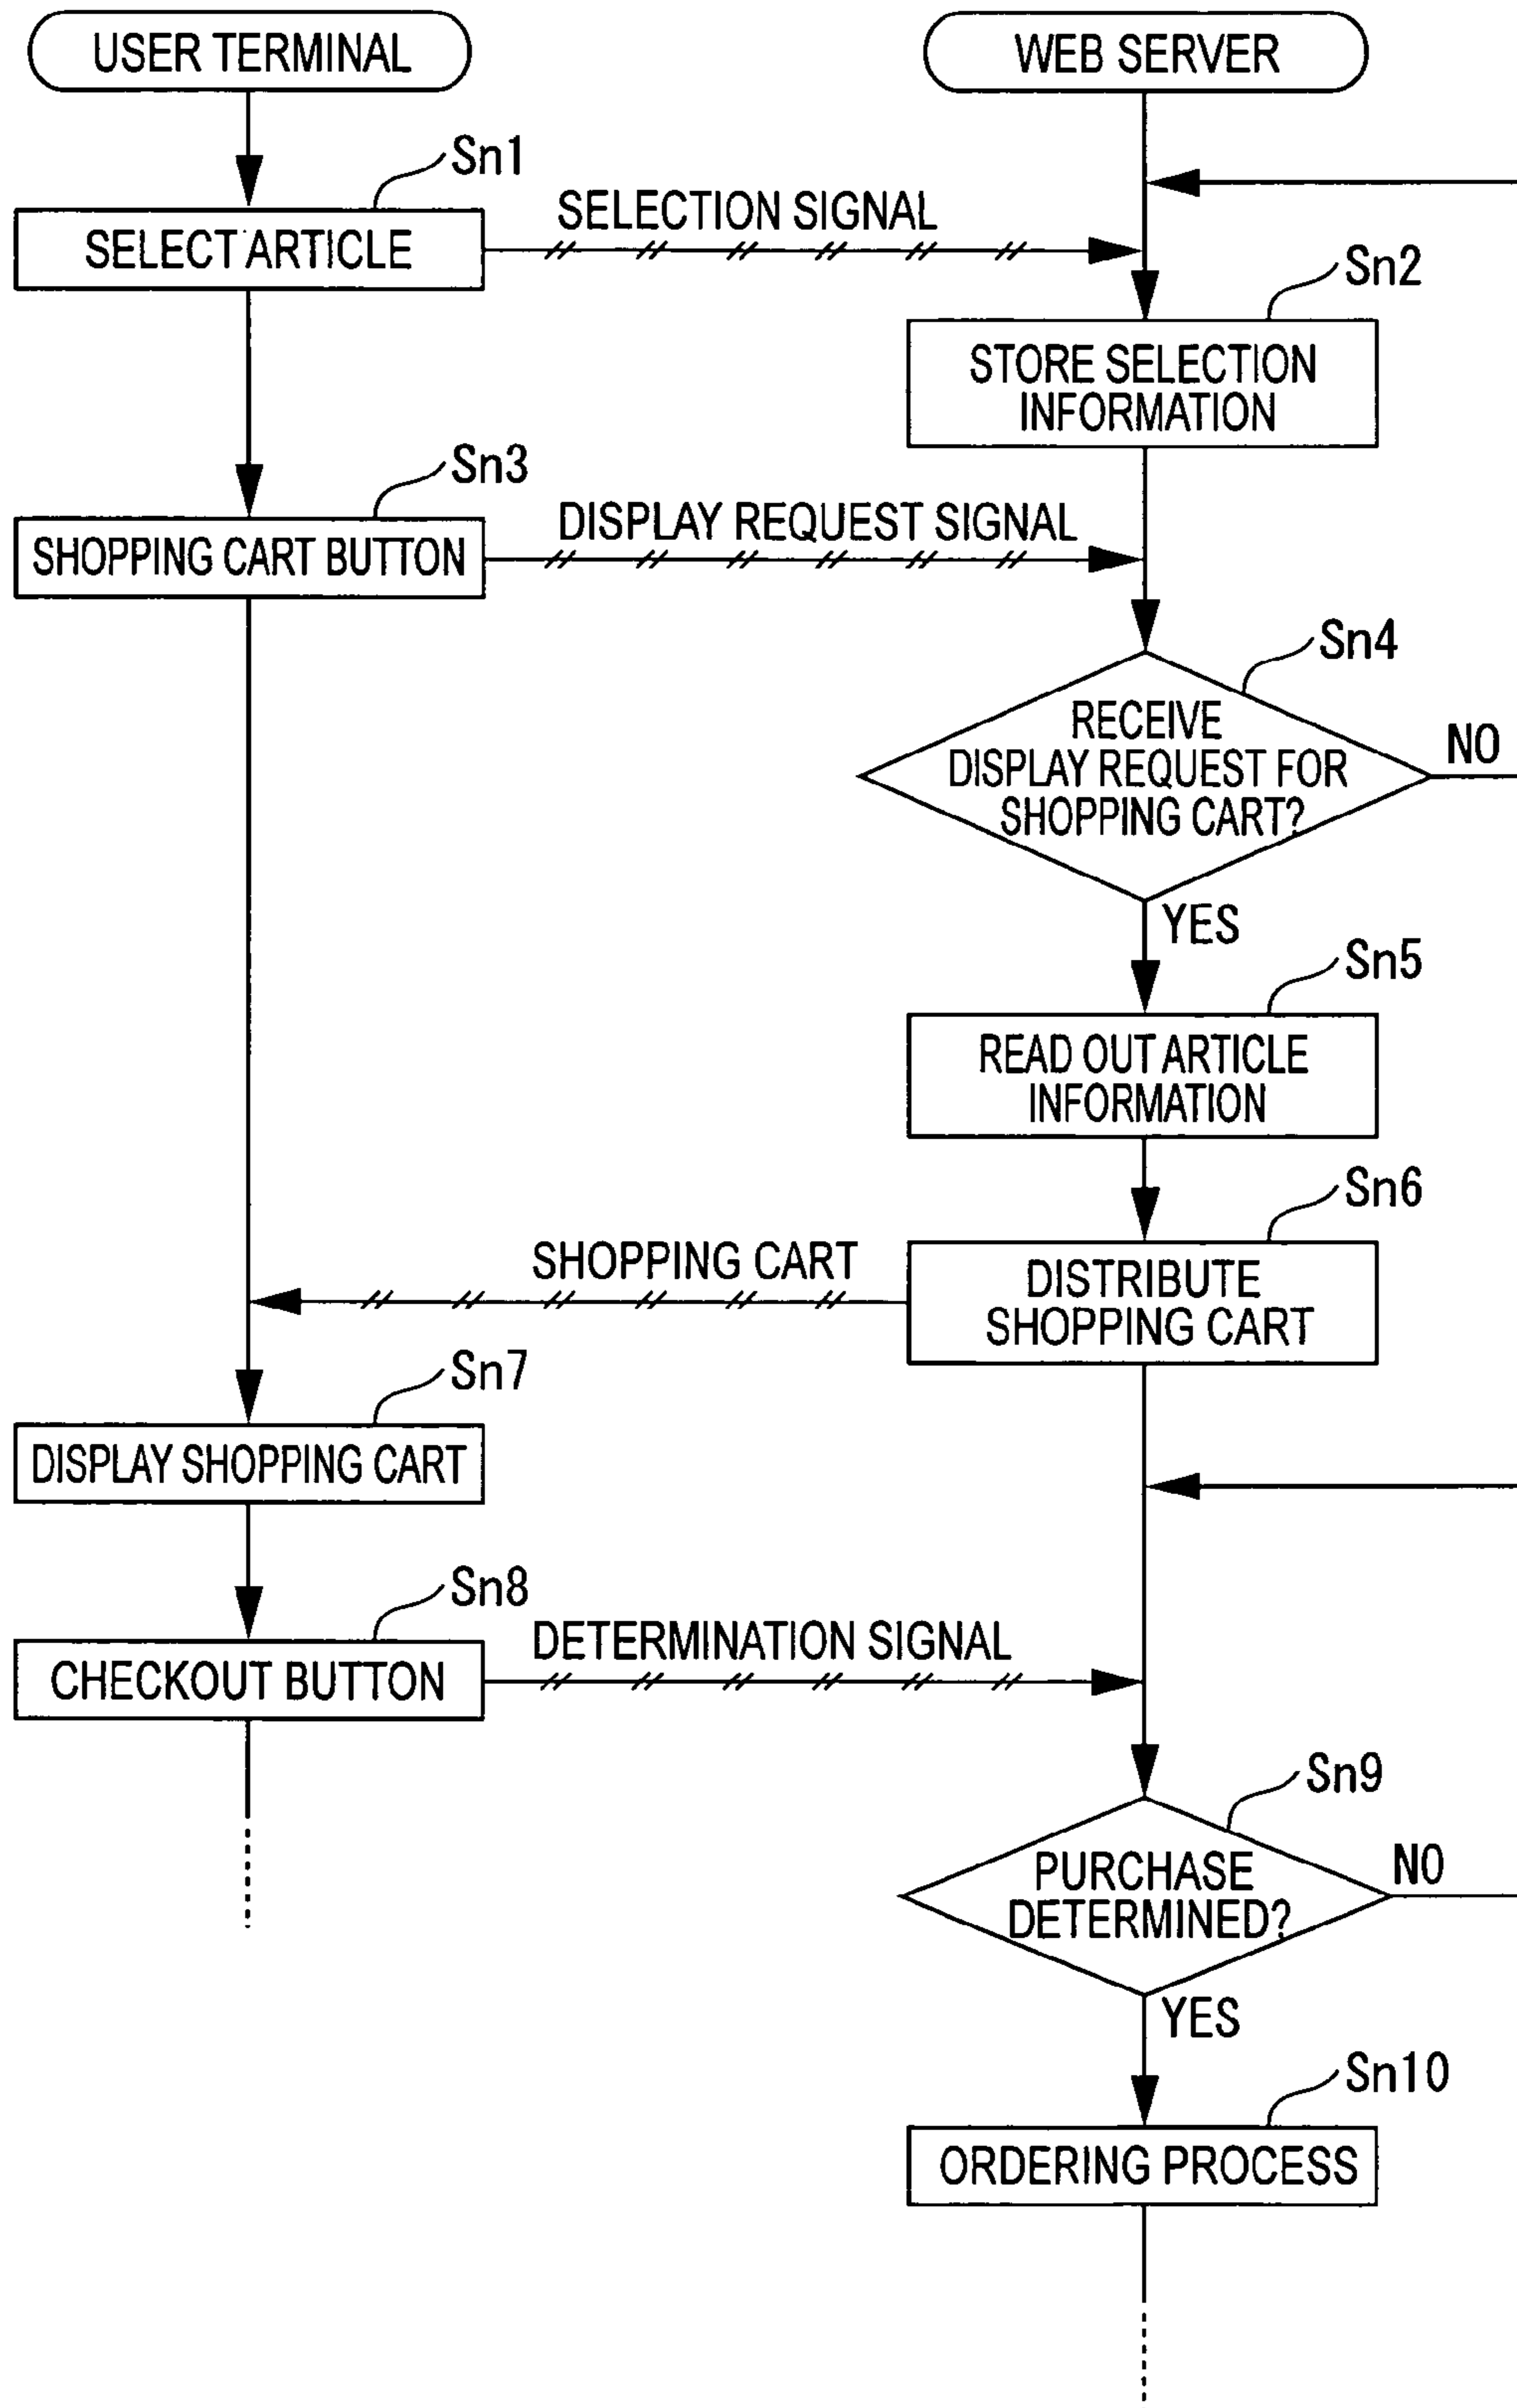 USER TERMINAL
WEB SERVER
Sn1
SELECT ARTICLE
SELECTION SIGNAL
Sn2
STORE SELECTION
INFORMATION
Sn3
SHOPPING CART BUTTON
DISPLAY REQUEST SIGNAL
Sn4
RECEIVE
DISPLAY REQUEST FOR
SHOPPING CART?
NO
YES
Sn5
READ OUT ARTICLE
INFORMATION
Sn6
DISTRIBUTE
SHOPPING CART
SHOPPING CART
Sn7
DISPLAY SHOPPING CART
Sn8
CHECKOUT BUTTON
DETERMINATION SIGNAL
Sn9
PURCHASE
DETERMINED?
NO
YES
Sn10
ORDERING PROCESS